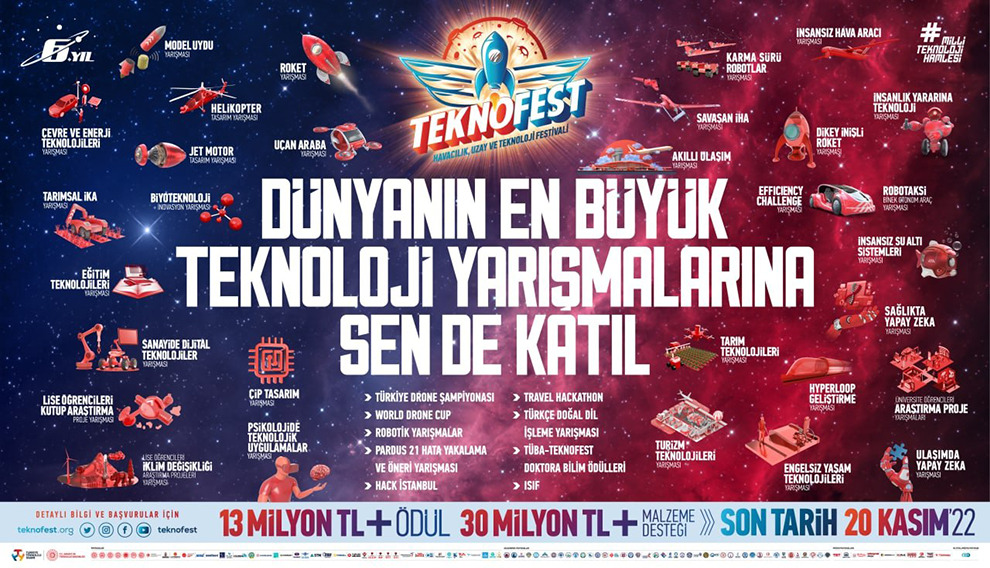 6.YIL
MODEL UYDU
YARIŞMASI
ROKET
YARIŞMASI
HELİKOPTER
TASARIM YARIŞMASI
ÇEVRE VE ENERJİ
TEKNOLOJİLERİ
YARIŞMASI
JET MOTOR
TASARIM YARIŞMASI
UÇAN ARABA
YARIŞMASI
TEKNOFEST
HAVACILIK, UZAY VE TEKNOLOJİ FESTİVALİ
KARMA SÜRÜ
ROBOTLAR
YARIŞMASI
İNSANSIZ HAVA ARACI
YARIŞMASI
#MİLLİ
TEKNOLOJİ
HAMLESİ
SAVAŞAN İHA
YARIŞMASI
AKILLI ULAŞIM
YARIŞMASI
DİKEY İNİŞLİ
ROKET
YARIŞMASI
İNSANLIK YARARINA
TEKNOLOJİ
YARIŞMASI
TARIMSAL İKA
YARIŞMASI
BİYOTEKNOLOJİ
İNOVASYON YARIŞMASI
EĞİTİM
TEKNOLOJİLERİ
YARIŞMASI
DÜNYANIN EN BÜYÜK
TEKNOLOJİ YARIŞMALARINA
SEN DE KATIL
EFFICIENCY
CHALLENGE
YARIŞMASI
ROBOTAKSİ
BİNEK OTONOM ARAÇ
YARIŞMASI
İNSANSIZ SU ALTI
SİSTEMLERİ
YARIŞMASI
SAĞLIKTA
YAPAY ZEKA
YARIŞMASI
SANAYİDE DİJİTAL
TEKNOLOJİLER
YARIŞMASI
ÇİP TASARIM
YARIŞMASI
LİSE ÖĞRENCİLERİ
KUTUP ARAŞTIRMA
PROJE YARIŞMASI
PSİKOLOJİDE
TEKNOLOJİK
UYGULAMALAR
YARIŞMASI
LİSE ÖĞRENCİLERİ
İKLİM DEĞİŞİKLİĞİ
ARAŞTIRMA PROJELERİ
YARIŞMASI
> TÜRKİYE DRONE ŞAMPİYONASI
> WORLD DRONE CUP
> ROBOTİK YARIŞMALAR
> PARDUS 21 HATA YAKALAMA
VE ÖNERİ YARIŞMASI
> HACK İSTANBUL
> TRAVEL HACKATHON
> TÜRKÇE DOĞAL DİL
İŞLEME YARIŞMASI
> TÜBA-TEKNOFEST
DOKTORA BİLİM ÖDÜLLERİ
> ISIF
TARIM
TEKNOLOJİLERİ
YARIŞMASI
HYPERLOOP
GELİŞTİRME
YARIŞMASI
ÜNİVERSİTE ÖĞRENCİLERİ
ARAŞTIRMA PROJE
YARIŞMALARI
TURİZM
TEKNOLOJİLERİ
YARIŞMASI
ENGELSİZ YAŞAM
TEKNOLOJİLERİ
YARIŞMASI
ULAŞIMDA
YAPAY ZEKA
YARIŞMASI
DETAYLI BİLGİ VE BAŞVURULAR İÇİN
teknofest.org teknofest
13 MİLYON TL+ ÖDÜL 30 MİLYON TL+ MALZEME
DESTEĞİ
SON TARİH 20 KASIM'22